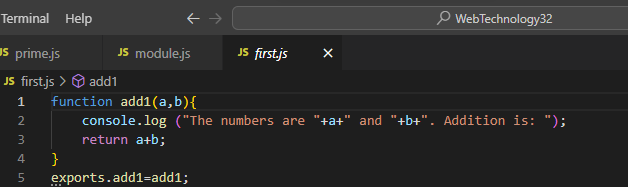 Terminal Help WebTechnology32
JS prime.js JS module.js JS first.js
JS first.js > add1
1 function add1(a,b){
2 console.log ("The numbers are "+a+" and "+b+". Addition is: ");
3 return a+b;
4 }
5 exports.add1=add1;